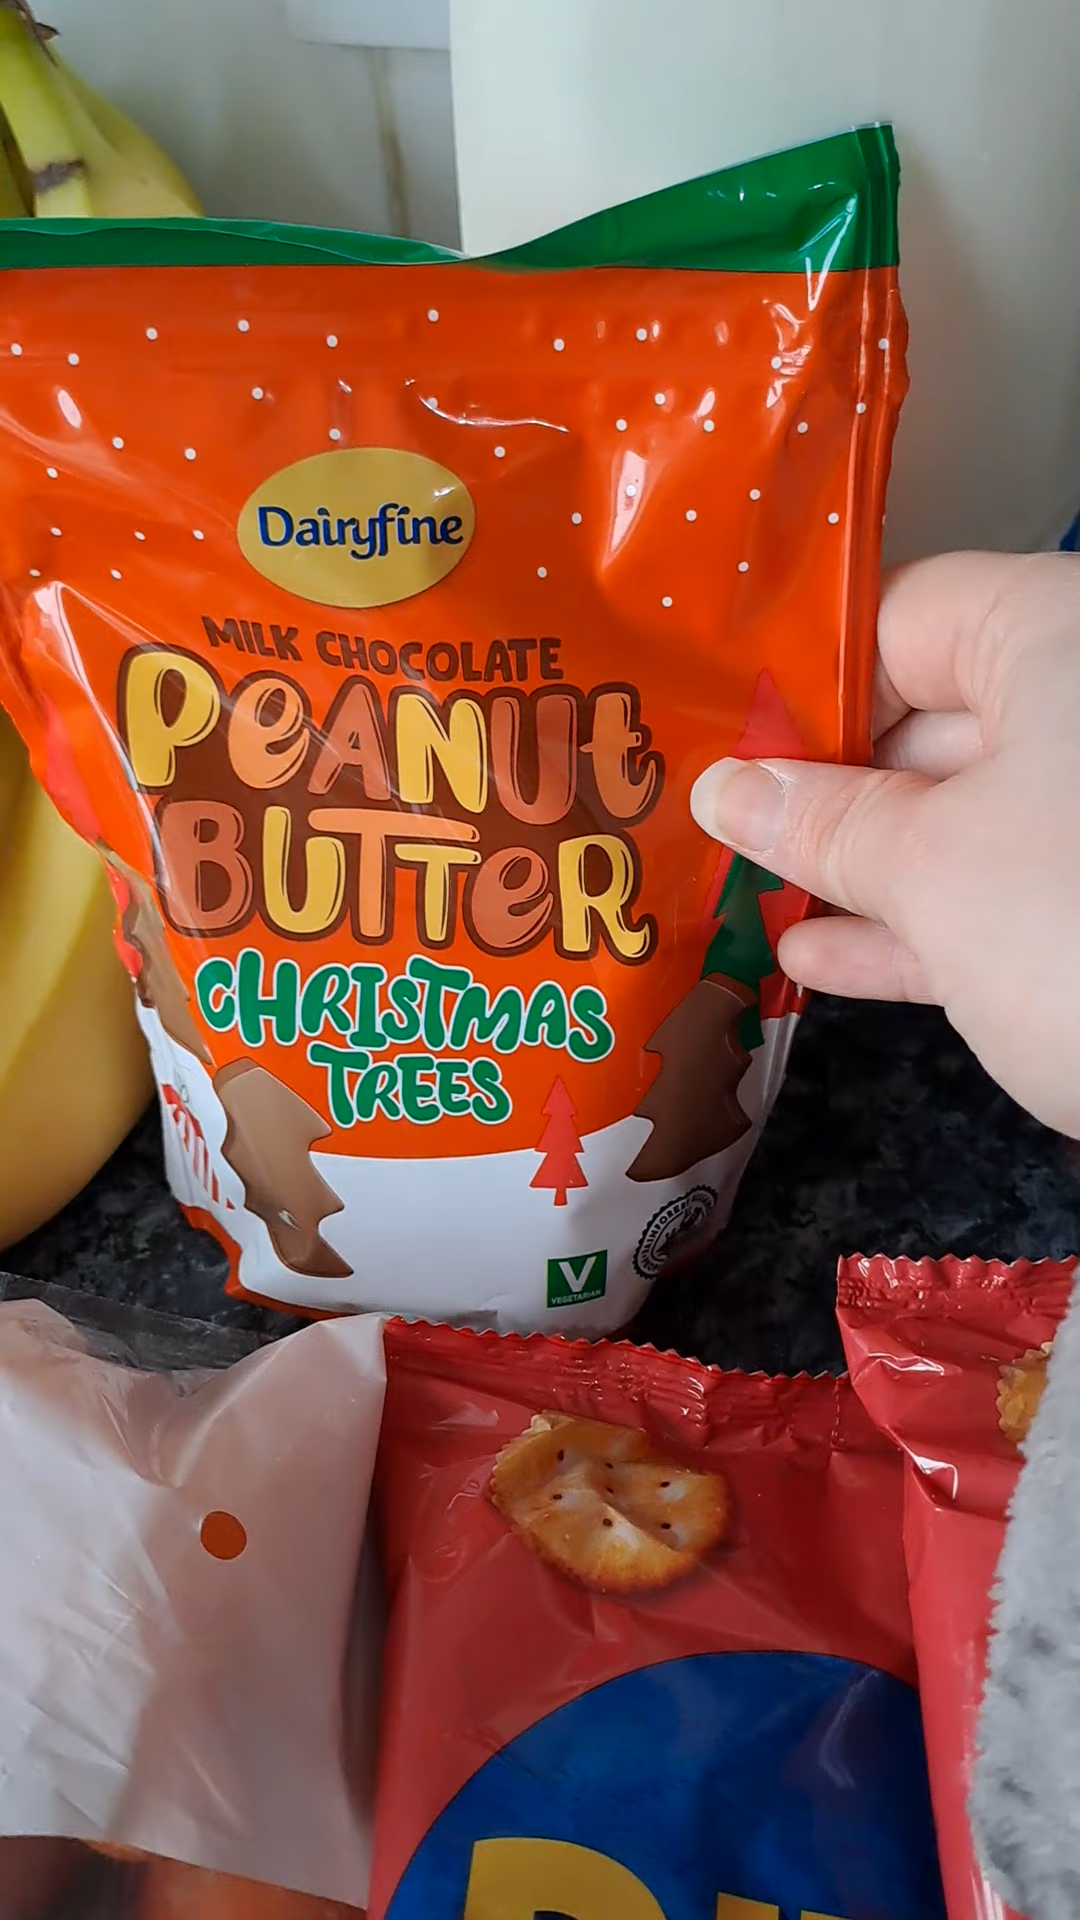 Dairyfine
MILK CHOCOLATE
PEANUT
BUTTER
CHRISTMAS
TREES
V
VEGETARIAN